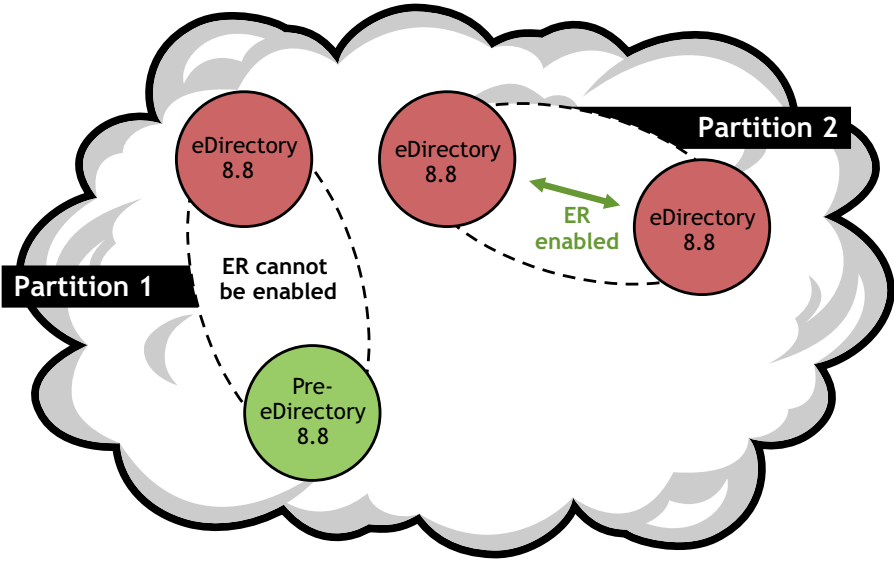 eDirectory
8.8
eDirectory
8.8
Partition 2
ER
enabled
eDirectory
8.8
Partition 1
ER cannot
be enabled
Pre-
eDirectory
8.8